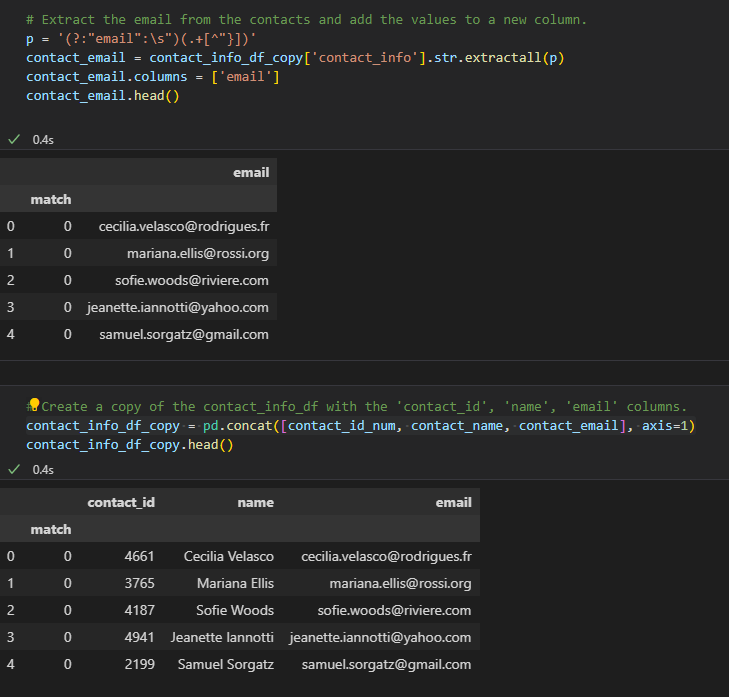 # Extract the email from the contacts and add the values to a new column.
p = '(?:"email":\s")(.+[^"}])'
contact_email = contact_info_df_copy['contact_info'].str.extractall(p)
contact_email.columns = ['email']
contact_email.head()
0.4s
email
match
0 0 cecilia.velasco@rodrigues.fr
1 0 mariana.ellis@rossi.org
2 0 sofie.woods@riviere.com
3 0 jeanette.iannotti@yahoo.com
4 0 samuel.sorgatz@gmail.com
# Create a copy of the contact_info_df with the 'contact_id', 'name', 'email' columns.
contact_info_df_copy = pd.concat([contact_id_num, contact_name, contact_email], axis=1)
contact_info_df_copy.head()
0.4s
contact_id name email
match
0 0 4661 Cecilia Velasco cecilia.velasco@rodrigues.fr
1 0 3765 Mariana Ellis mariana.ellis@rossi.org
2 0 4187 Sofie Woods sofie.woods@riviere.com
3 0 4941 Jeanette Iannotti jeanette.iannotti@yahoo.com
4 0 2199 Samuel Sorgatz samuel.sorgatz@gmail.com